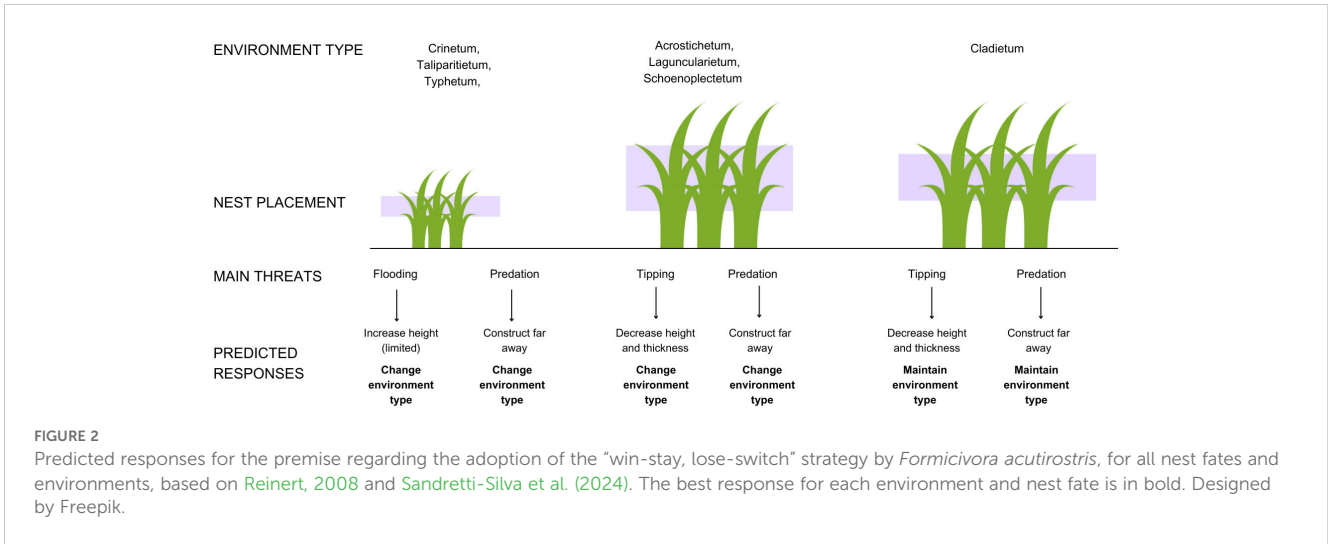 ENVIRONMENT TYPE
Crinetum,
Taliparitietum,
Typhetum,
Acrostichetum,
Laguncularietum,
Schoenoplectetum
Cladietum
NEST PLACEMENT
MAIN THREATS
Flooding
Predation
Tipping
Predation
Tipping
Predation
PREDICTED
RESPONSES
Increase height
(limited)
Change
environment
type
Construct far
away
Change
environment
type
Decrease height
and thickness
Change
environment
type
Construct far
away
Change
environment
type
Decrease height
and thickness
Maintain
environment
type
Construct far
away
Maintain
environment
type
FIGURE 2
Predicted responses for the premise regarding the adoption of the “win-stay, lose-switch” strategy by Formicivora acutirostris, for all nest fates and
environments, based on Reinert, 2008 and Sandretti-Silva et al. (2024). The best response for each environment and nest fate is in bold. Designed
by Freepik.